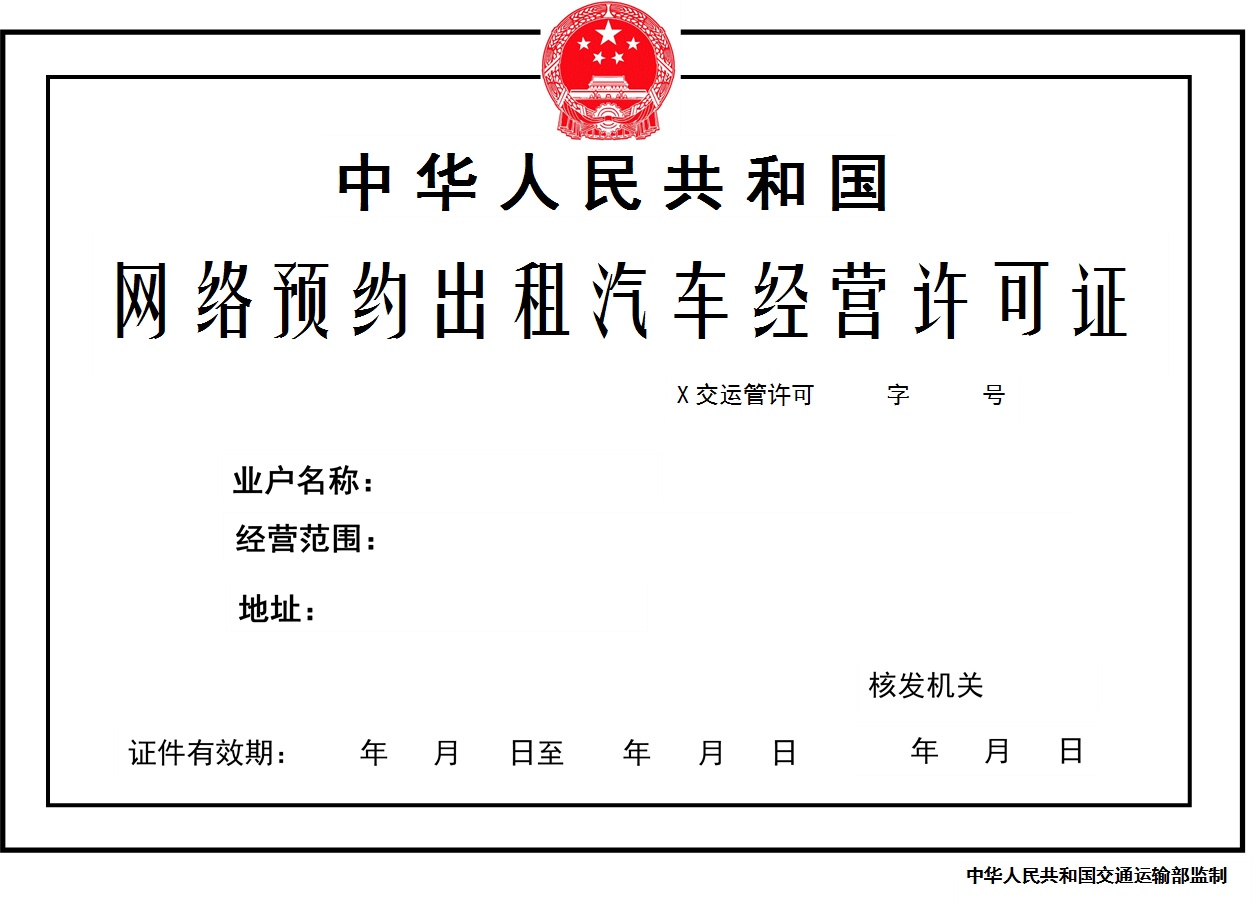 中华人民共和国
网络预约出租汽车经营许可证
X 交运管许可 字 号
业户名称：
经营范围：
地址：
核发机关
证件有效期： 年 月 日至 年 月 日 年 月 日
中华人民共和国交通运输部监制